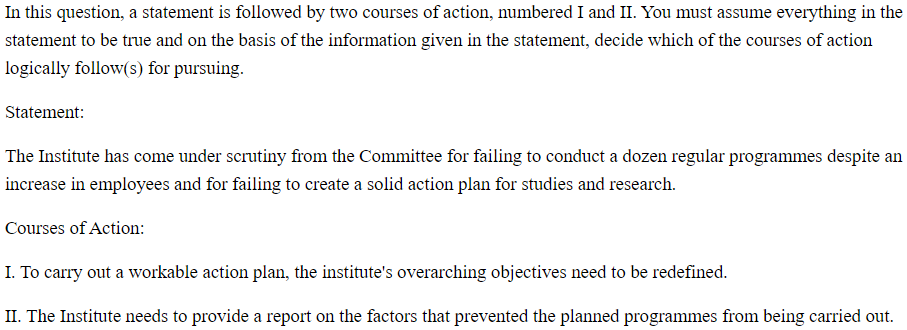 In this question, a statement is followed by two courses of action, numbered I and II. You must assume everything in the
statement to be true and on the basis of the information given in the statement, decide which of the courses of action
logically follow(s) for pursuing.
Statement:
The Institute has come under scrutiny from the Committee for failing to conduct a dozen regular programmes despite an
increase in employees and for failing to create a solid action plan for studies and research.
Courses of Action:
I. To carry out a workable action plan, the institute's overarching objectives need to be redefined.
II. The Institute needs to provide a report on the factors that prevented the planned programmes from being carried out.